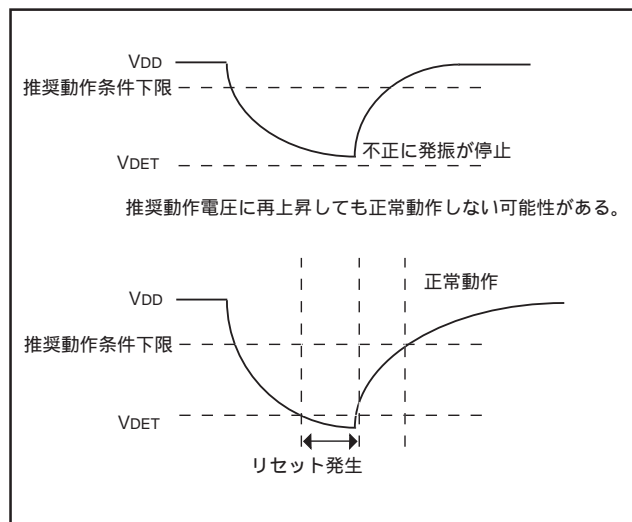 VDD
推奨動作条件下限
VDET
不正に発振が停止
推奨動作電圧に再上昇しても正常動作しない可能性がある。
正常動作
VDD
推奨動作条件下限
VDET
リセット発生